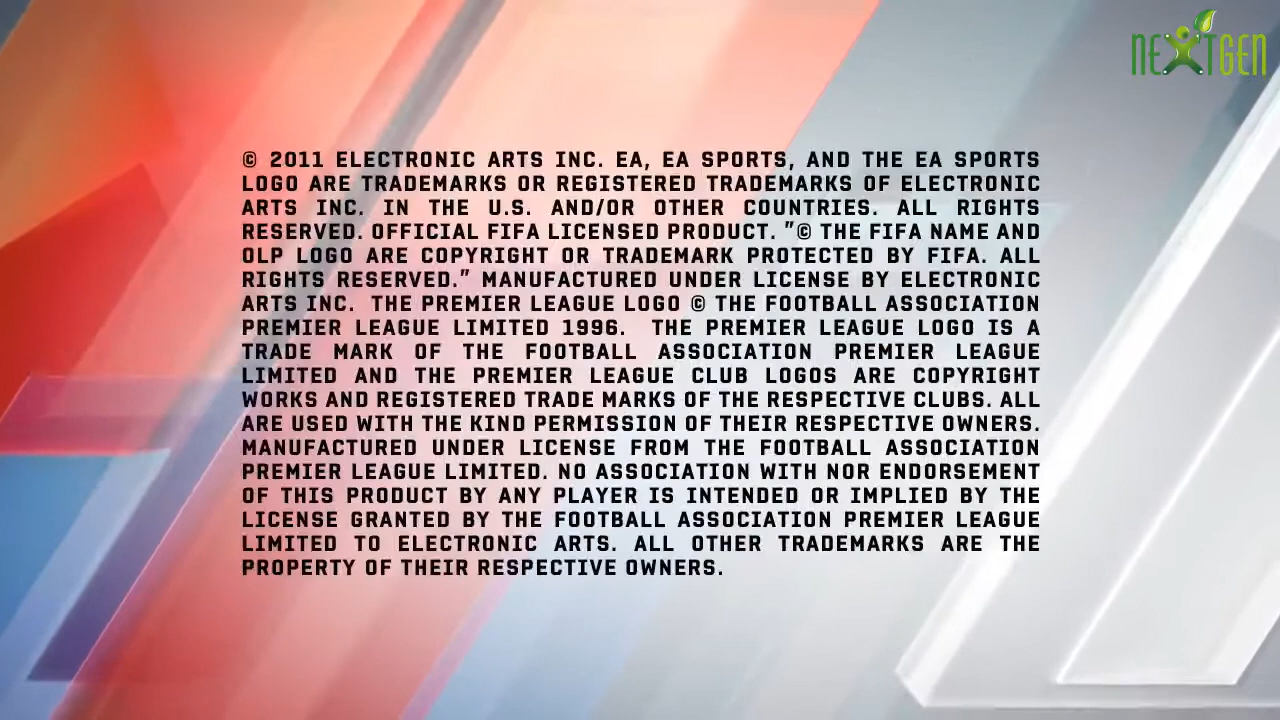 NEXTGEN
© 2011 ELECTRONIC ARTS INC. EA, EA SPORTS, AND THE EA SPORTS
LOGO ARE TRADEMARKS OR REGISTERED TRADEMARKS OF ELECTRONIC
ARTS INC. IN THE U.S. AND/OR OTHER COUNTRIES. ALL RIGHTS
RESERVED. OFFICIAL FIFA LICENSED PRODUCT. "© THE FIFA NAME AND
OLP LOGO ARE COPYRIGHT OR TRADEMARK PROTECTED BY FIFA. ALL
RIGHTS RESERVED." MANUFACTURED UNDER LICENSE BY ELECTRONIC
ARTS INC. THE PREMIER LEAGUE LOGO © THE FOOTBALL ASSOCIATION
PREMIER LEAGUE LIMITED 1996. THE PREMIER LEAGUE LOGO IS A
TRADE MARK OF THE FOOTBALL ASSOCIATION PREMIER LEAGUE
LIMITED AND THE PREMIER LEAGUE CLUB LOGOS ARE COPYRIGHT
WORKS AND REGISTERED TRADE MARKS OF THE RESPECTIVE CLUBS. ALL
ARE USED WITH THE KIND PERMISSION OF THEIR RESPECTIVE OWNERS.
MANUFACTURED UNDER LICENSE FROM THE FOOTBALL ASSOCIATION
PREMIER LEAGUE LIMITED. NO ASSOCIATION WITH NOR ENDORSEMENT
OF THIS PRODUCT BY ANY PLAYER IS INTENDED OR IMPLIED BY THE
LICENSE GRANTED BY THE FOOTBALL ASSOCIATION PREMIER LEAGUE
LIMITED TO ELECTRONIC ARTS. ALL OTHER TRADEMARKS ARE THE
PROPERTY OF THEIR RESPECTIVE OWNERS.